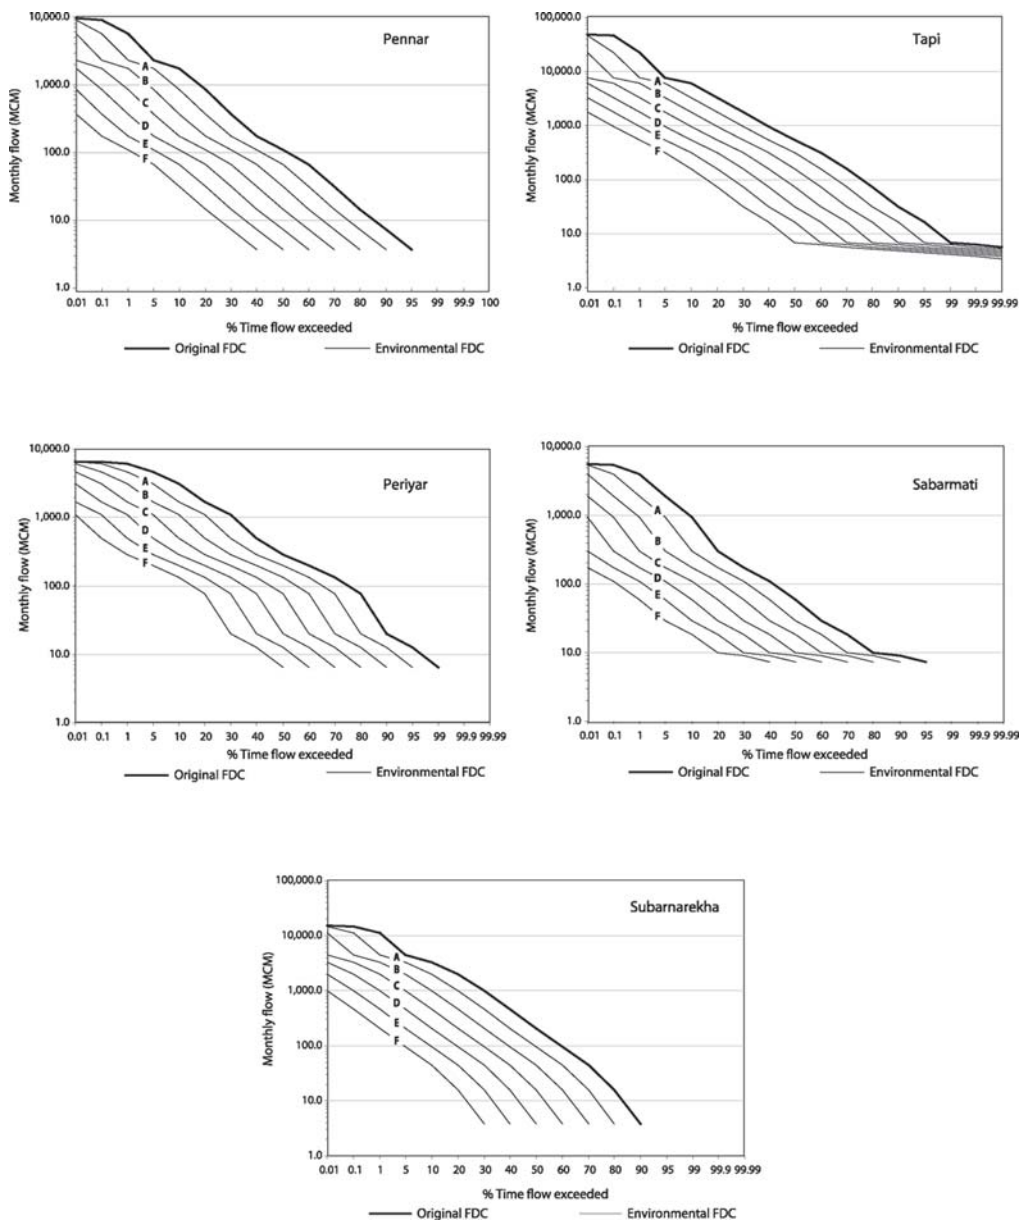 Pennar
Monthly flow (MCM)
10,000.0
1,000.0
100.0
10.0
1.0
A
B
C
D
E
F
0.01 0.1 1 5 10 20 30 40 50 60 70 80 90 95 99 99.9 100
% Time flow exceeded
Original FDC Environmental FDC
Tapi
Monthly flow (MCM)
100,000.0
10,000.0
1,000.0
100.0
10.0
1.0
A
B
C
D
E
F
0.01 0.1 1 5 10 20 30 40 50 60 70 80 90 95 99 99.9 99.99
% Time flow exceeded
Original FDC Environmental FDC
Periyar
Monthly flow (MCM)
10,000.0
1,000.0
100.0
10.0
1.0
A
B
C
D
E
F
0.01 0.1 1 5 10 20 30 40 50 60 70 80 90 95 99 99.9 99.99
% Time flow exceeded
Original FDC Environmental FDC
Sabarmati
Monthly flow (MCM)
10,000.0
1,000.0
100.0
10.0
1.0
A
B
C
D
E
F
0.01 0.1 1 5 10 20 30 40 50 60 70 80 90 95 99 99.9 99.99
% Time flow exceeded
Original FDC Environmental FDC
Subarnarekha
Monthly flow (MCM)
100,000.0
10,000.0
1,000.0
100.0
10.0
1.0
A
B
C
D
E
F
0.01 0.1 1 5 10 20 30 40 50 60 70 80 90 95 99 99.9 99.99
% Time flow exceeded
Original FDC Environmental FDC